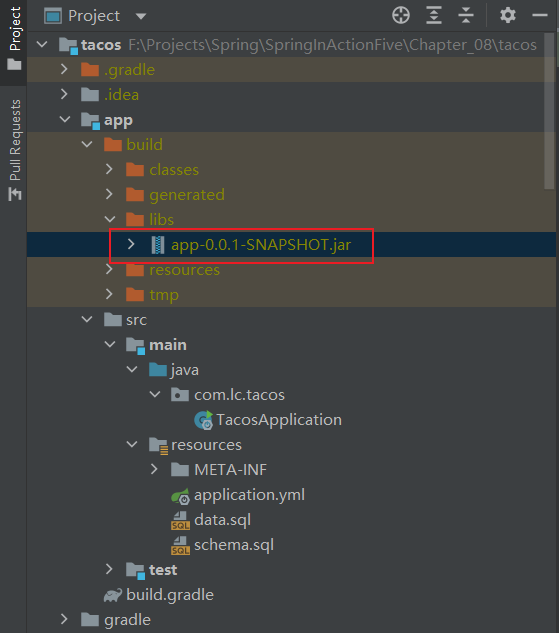 Project
Pull Requests
Project
tacos F:\Projects\Spring\SpringInActionFive\Chapter_08\tacos
.gradle
.idea
app
build
classes
generated
libs
app-0.0.1-SNAPSHOT.jar
resources
tmp
src
main
java
com.lc.tacos
TacosApplication
resources
META-INF
application.yml
data.sql
schema.sql
test
build.gradle
gradle